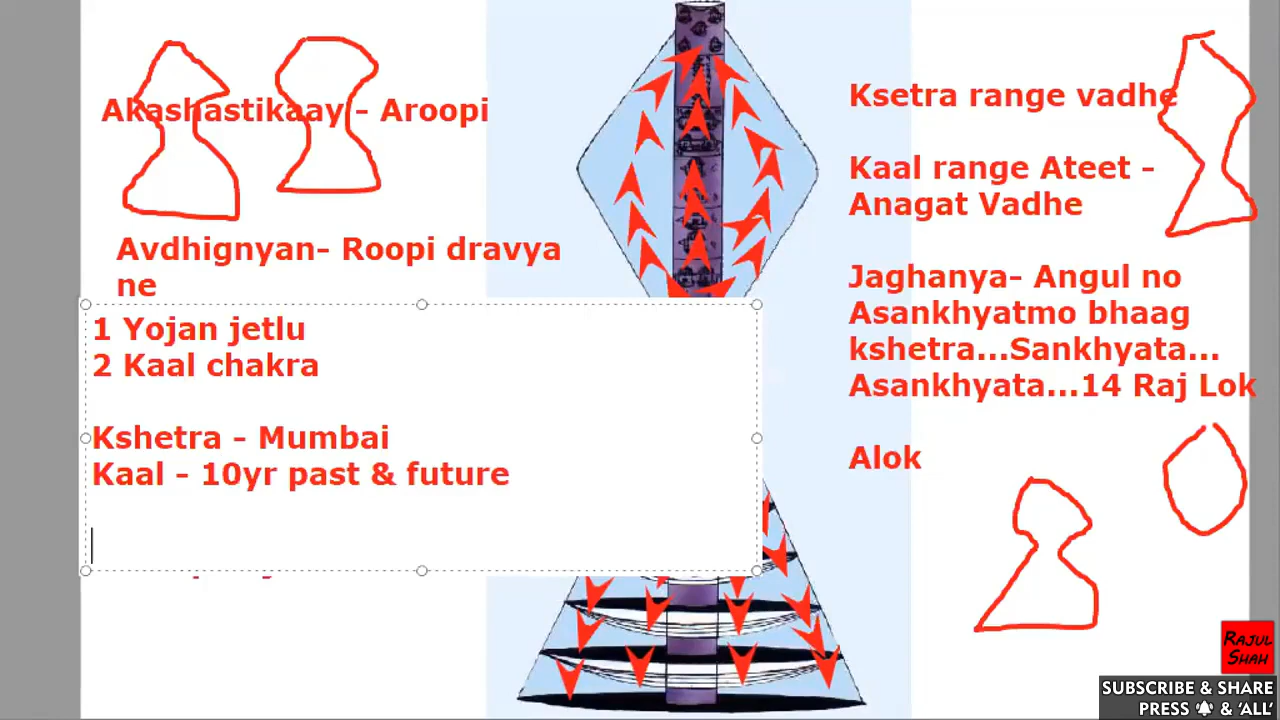 Akashastikaay - Aroopi
Avdhignyan- Roopi dravya
ne
1 Yojan jetlu
2 Kaal chakra
Kshetra - Mumbai
Kaal - 10yr past & future
Ksetra range vadhe
Kaal range Ateet -
Anagat Vadhe
Jaghanya- Angul no
Asankhyatmo bhaag
kshetra...Sankhyata...
Asankhyata...14 Raj Lok
Alok
RAJUL
SHAH
SUBSCRIBE & SHARE
PRESS & 'ALL'